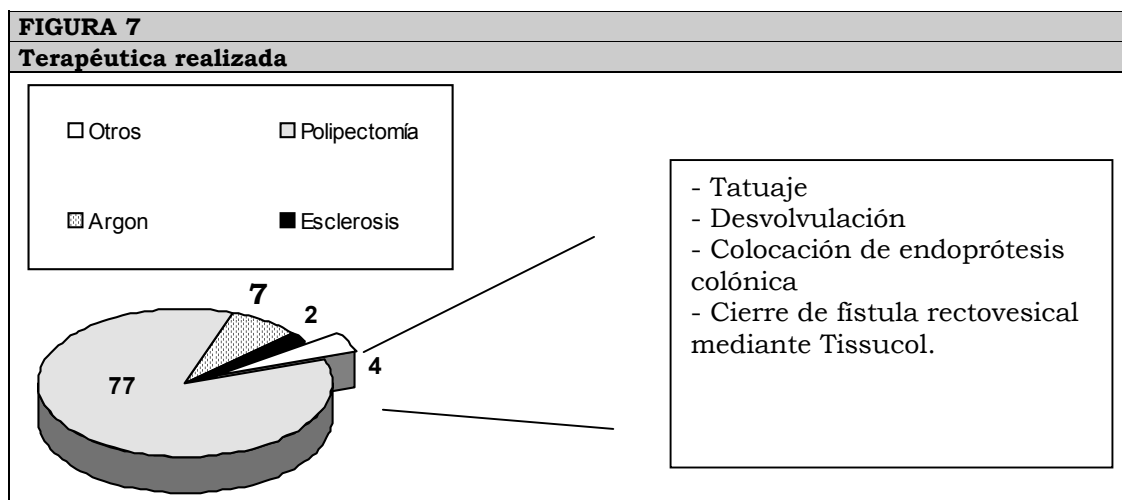 FIGURA 7
Terapéutica realizada
Otros
Polipectomía
Argon
Esclerosis
- Tatuaje
- Desvolvulación
- Colocación de endoprótesis
colónica
- Cierre de fistula rectovesical
mediante Tissucol.
7
2
4
77